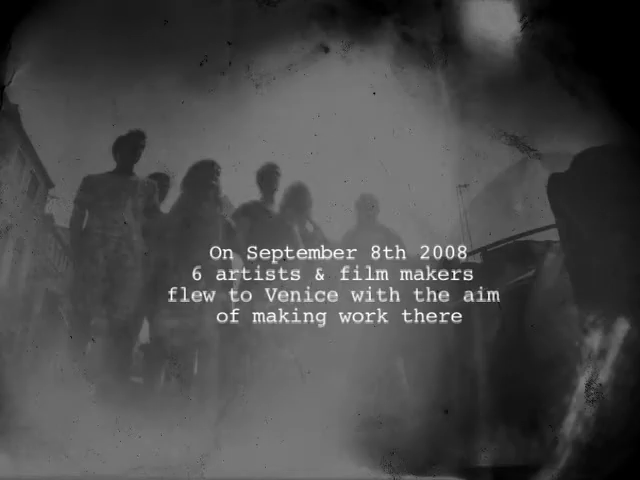 On September 8th 2008
6 artists & film makers
flew to Venice with the aim
of making work there